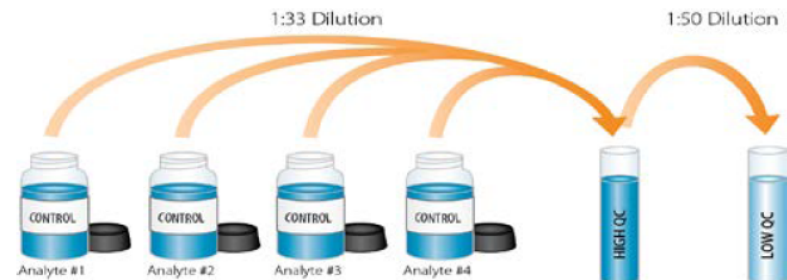 1:33 Dilution
1:50 Dilution
CONTROL
CONTROL
CONTROL
CONTROL
HIGH QC
LOW QC
Analyte #1
Analyte #2
Analyte #3
Analyte #4